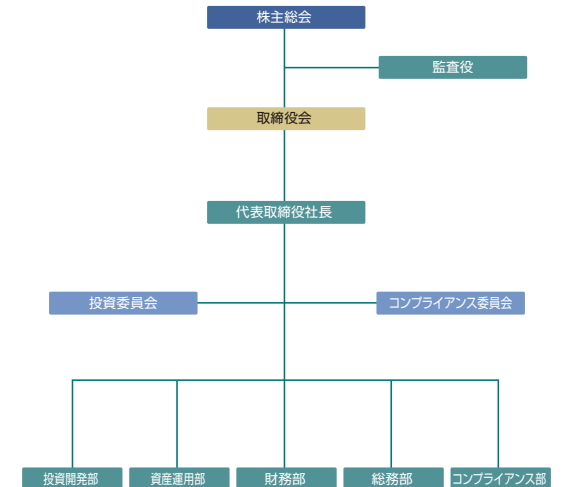 株主総会
監査役
取締役会
代表取締役社長
投資委員会
コンプライアンス委員会
投資開発部
資産運用部
財務部
総務部
コンプライアンス部